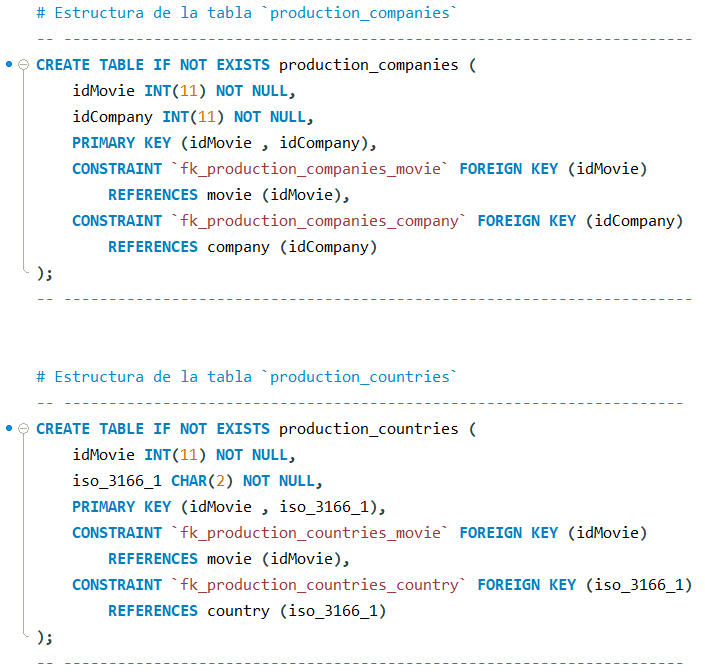 # Estructura de la tabla `production_companies`
-- ----------------------------------------------------------------------
CREATE TABLE IF NOT EXISTS production_companies (
    idMovie INT(11) NOT NULL,
    idCompany INT(11) NOT NULL,
    PRIMARY KEY (idMovie , idCompany),
    CONSTRAINT `fk_production_companies_movie` FOREIGN KEY (idMovie)
        REFERENCES movie (idMovie),
    CONSTRAINT `fk_production_companies_company` FOREIGN KEY (idCompany)
        REFERENCES company (idCompany)
);
-- ----------------------------------------------------------------------
# Estructura de la tabla `production_countries`
-- ---------------------------------------------------------------------
CREATE TABLE IF NOT EXISTS production_countries (
    idMovie INT(11) NOT NULL,
    iso_3166_1 CHAR(2) NOT NULL,
    PRIMARY KEY (idMovie , iso_3166_1),
    CONSTRAINT `fk_production_countries_movie` FOREIGN KEY (idMovie)
        REFERENCES movie (idMovie),
    CONSTRAINT `fk_production_countries_country` FOREIGN KEY (iso_3166_1)
        REFERENCES country (iso_3166_1)
);
-- ---------------------------------------------------------------------